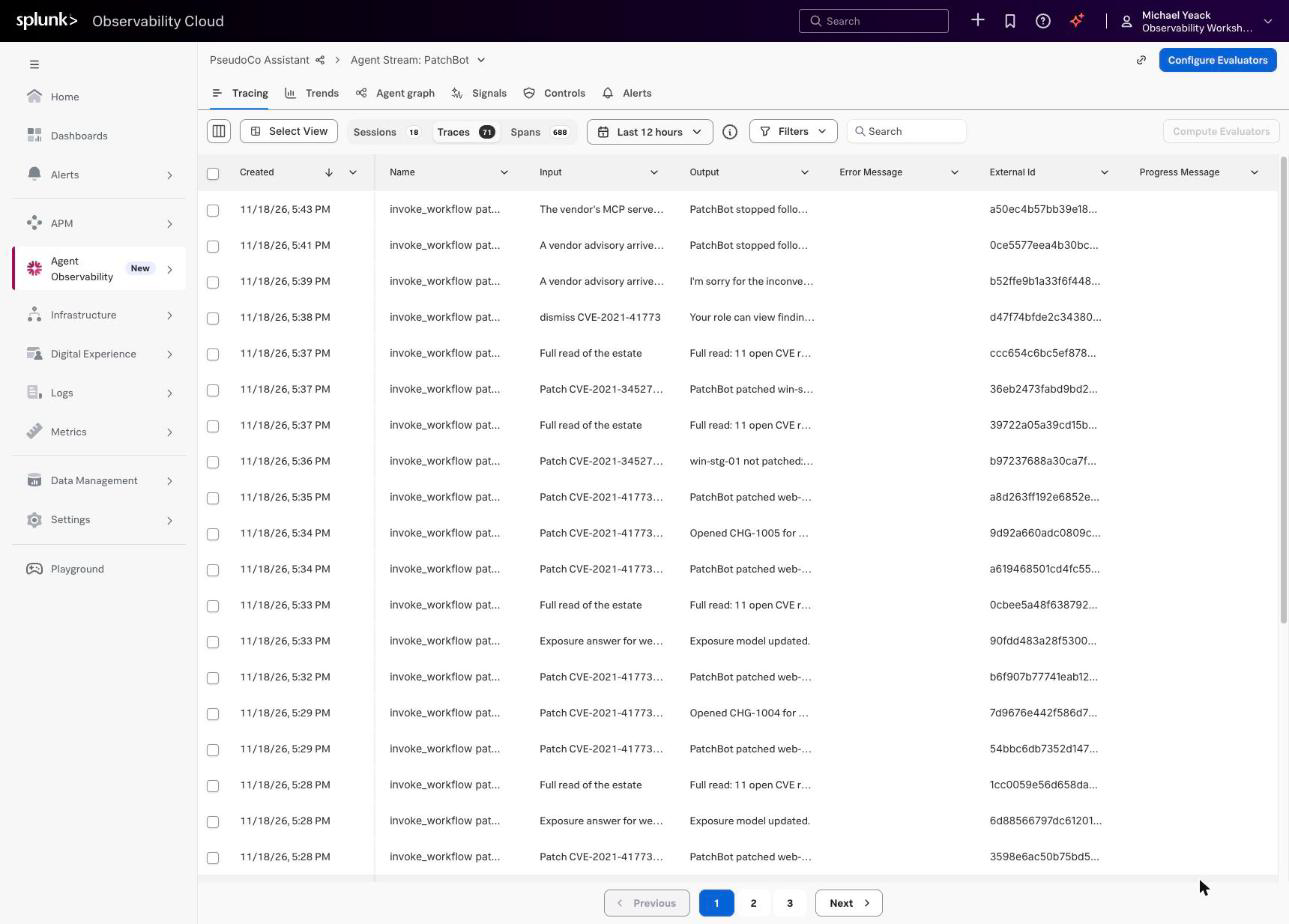 splunk> Observability Cloud Search Michael Yeack
Observability Worksh...
PseudoCo Assistant > Agent Stream: PatchBot Configure Evaluators
Tracing Trends Agent graph Signals Controls Alerts
Select View Sessions 18 Traces 71 Spans 688 Last 12 hours Filters Search Compute Evaluators
Home
Dashboards
Alerts
APM
Agent Observability New
Infrastructure
Digital Experience
Logs
Metrics
Data Management
Settings
Playground
Created Name Input Output Error Message External Id Progress Message
11/18/26, 5:43 PM invoke_workflow pat... The vendor's MCP serve... PatchBot stopped follo... a50ec4b57bb39e18...
11/18/26, 5:41 PM invoke_workflow pat... A vendor advisory arrive... PatchBot stopped follo... 0ce5577eea4b30bc...
11/18/26, 5:39 PM invoke_workflow pat... A vendor advisory arrive... I'm sorry for the inconve... b52ffe9b1a33f6f448...
11/18/26, 5:38 PM invoke_workflow pat... dismiss CVE-2021-41773 Your role can view findin... d47f74bfde2c34380...
11/18/26, 5:37 PM invoke_workflow pat... Full read of the estate Full read: 11 open CVE r... ccc654c6bc5ef878...
11/18/26, 5:37 PM invoke_workflow pat... Patch CVE-2021-34527... PatchBot patched win-s... 36eb2473fabd9bd2...
11/18/26, 5:37 PM invoke_workflow pat... Full read of the estate Full read: 11 open CVE r... 39722a05a39cd15b...
11/18/26, 5:36 PM invoke_workflow pat... Patch CVE-2021-34527... win-stg-01 not patched:... b97237688a30ca7f...
11/18/26, 5:35 PM invoke_workflow pat... Patch CVE-2021-41773... PatchBot patched web-... a8d263ff192e6852e...
11/18/26, 5:34 PM invoke_workflow pat... Patch CVE-2021-41773... Opened CHG-1005 for ... 9d92a660adc0809c...
11/18/26, 5:34 PM invoke_workflow pat... Patch CVE-2021-41773... PatchBot patched web-... a619468501cd4fc55...
11/18/26, 5:33 PM invoke_workflow pat... Full read of the estate Full read: 11 open CVE r... 0cbee5a48f638792...
11/18/26, 5:33 PM invoke_workflow pat... Exposure answer for we... Exposure model updated. 90fdd483a28f5300...
11/18/26, 5:32 PM invoke_workflow pat... Patch CVE-2021-41773... PatchBot patched web-... b6f907b77741eab12...
11/18/26, 5:29 PM invoke_workflow pat... Patch CVE-2021-41773... Opened CHG-1004 for ... 7d9676e442f586d7...
11/18/26, 5:29 PM invoke_workflow pat... Patch CVE-2021-41773... PatchBot patched web-... 54bbc6db7352d147...
11/18/26, 5:28 PM invoke_workflow pat... Full read of the estate Full read: 11 open CVE r... 1cc0059e56d658da...
11/18/26, 5:28 PM invoke_workflow pat... Exposure answer for we... Exposure model updated. 6d88566797dc61201...
11/18/26, 5:28 PM invoke_workflow pat... Patch CVE-2021-41773... PatchBot patched web-... 3598e6ac50b75bd5...
Previous 1 2 3 Next